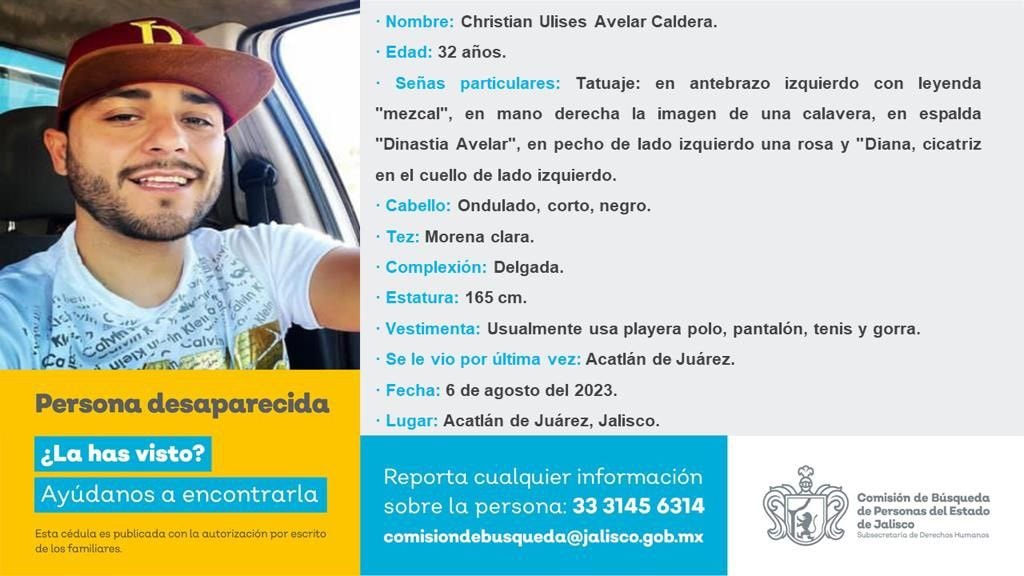 · Nombre: Christian Ulises Avelar Caldera.
· Edad: 32 años.
· Señas particulares: Tatuaje: en antebrazo izquierdo con leyenda
"mezcal", en mano derecha la imagen de una calavera, en espalda
"Dinastia Avelar", en pecho de lado izquierdo una rosa y "Diana, cicatriz
en el cuello de lado izquierdo.
· Cabello: Ondulado, corto, negro.
· Tez: Morena clara.
· Complexión: Delgada.
· Estatura: 165 cm.
· Vestimenta: Usualmente usa playera polo, pantalón, tenis y gorra.
· Se le vio por última vez: Acatlán de Juárez.
· Fecha: 6 de agosto del 2023.
· Lugar: Acatlán de Juárez, Jalisco.
Calvin Klein
Persona desaparecida
¿La has visto?
Ayúdanos a encontrarla
Esta cédula es publicada con la autorización por escrito
de los familiares.
Reporta cualquier información
sobre la persona: 33 3145 6314
comisiondebusqueda@jalisco.gob.mx
Comisión de Búsqueda
de Personas del Estado
de Jalisco
Subsecretaría de Derechos Humanos